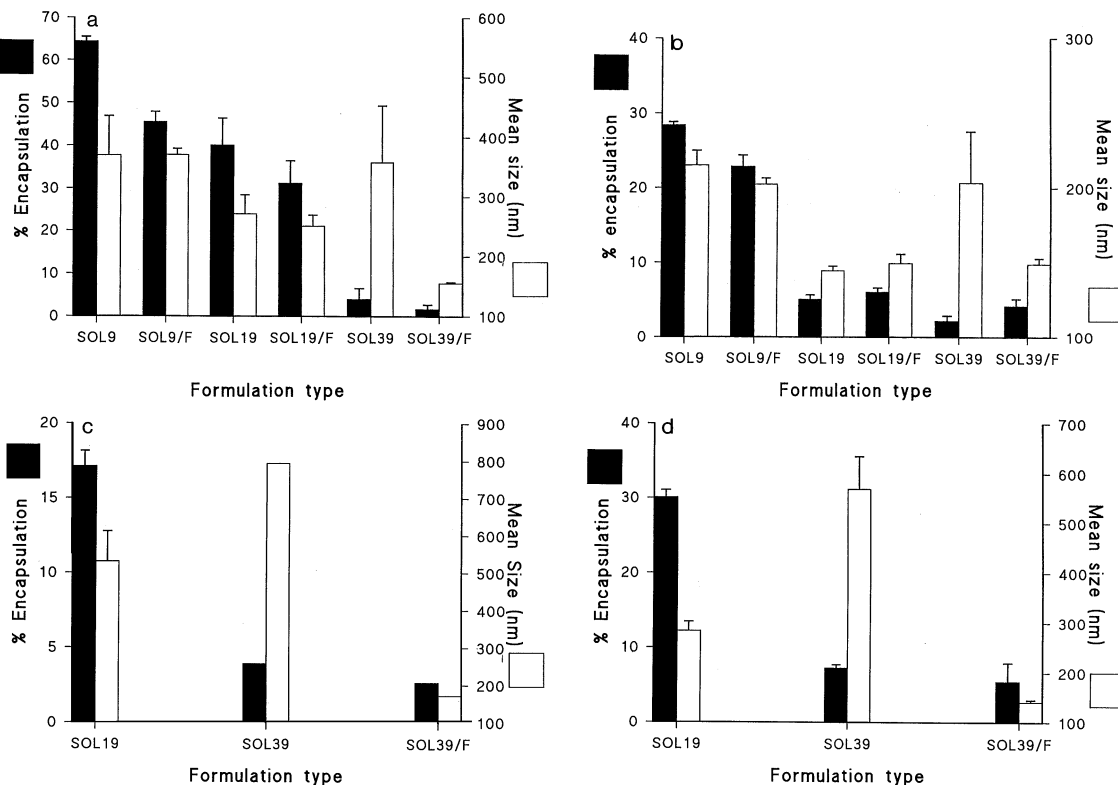 a
70
60
50
40
30
20
10
0
% Encapsulation
600
500
400
300
200
100
Mean size (nm)
SOL9 SOL9/F SOL19 SOL19/F SOL39 SOL39/F
Formulation type
b
40
30
20
10
0
% encapsulation
300
200
100
Mean size (nm)
SOL9 SOL9/F SOL19 SOL19/F SOL39 SOL39/F
Formulation type
c
20
15
10
5
0
% Encapsulation
900
800
700
600
500
400
300
200
100
Mean Size (nm)
SOL19 SOL39 SOL39/F
Formulation type
d
40
30
20
10
0
% Encapsulation
700
600
500
400
300
200
100
Mean size (nm)
SOL19 SOL39 SOL39/F
Formulation type